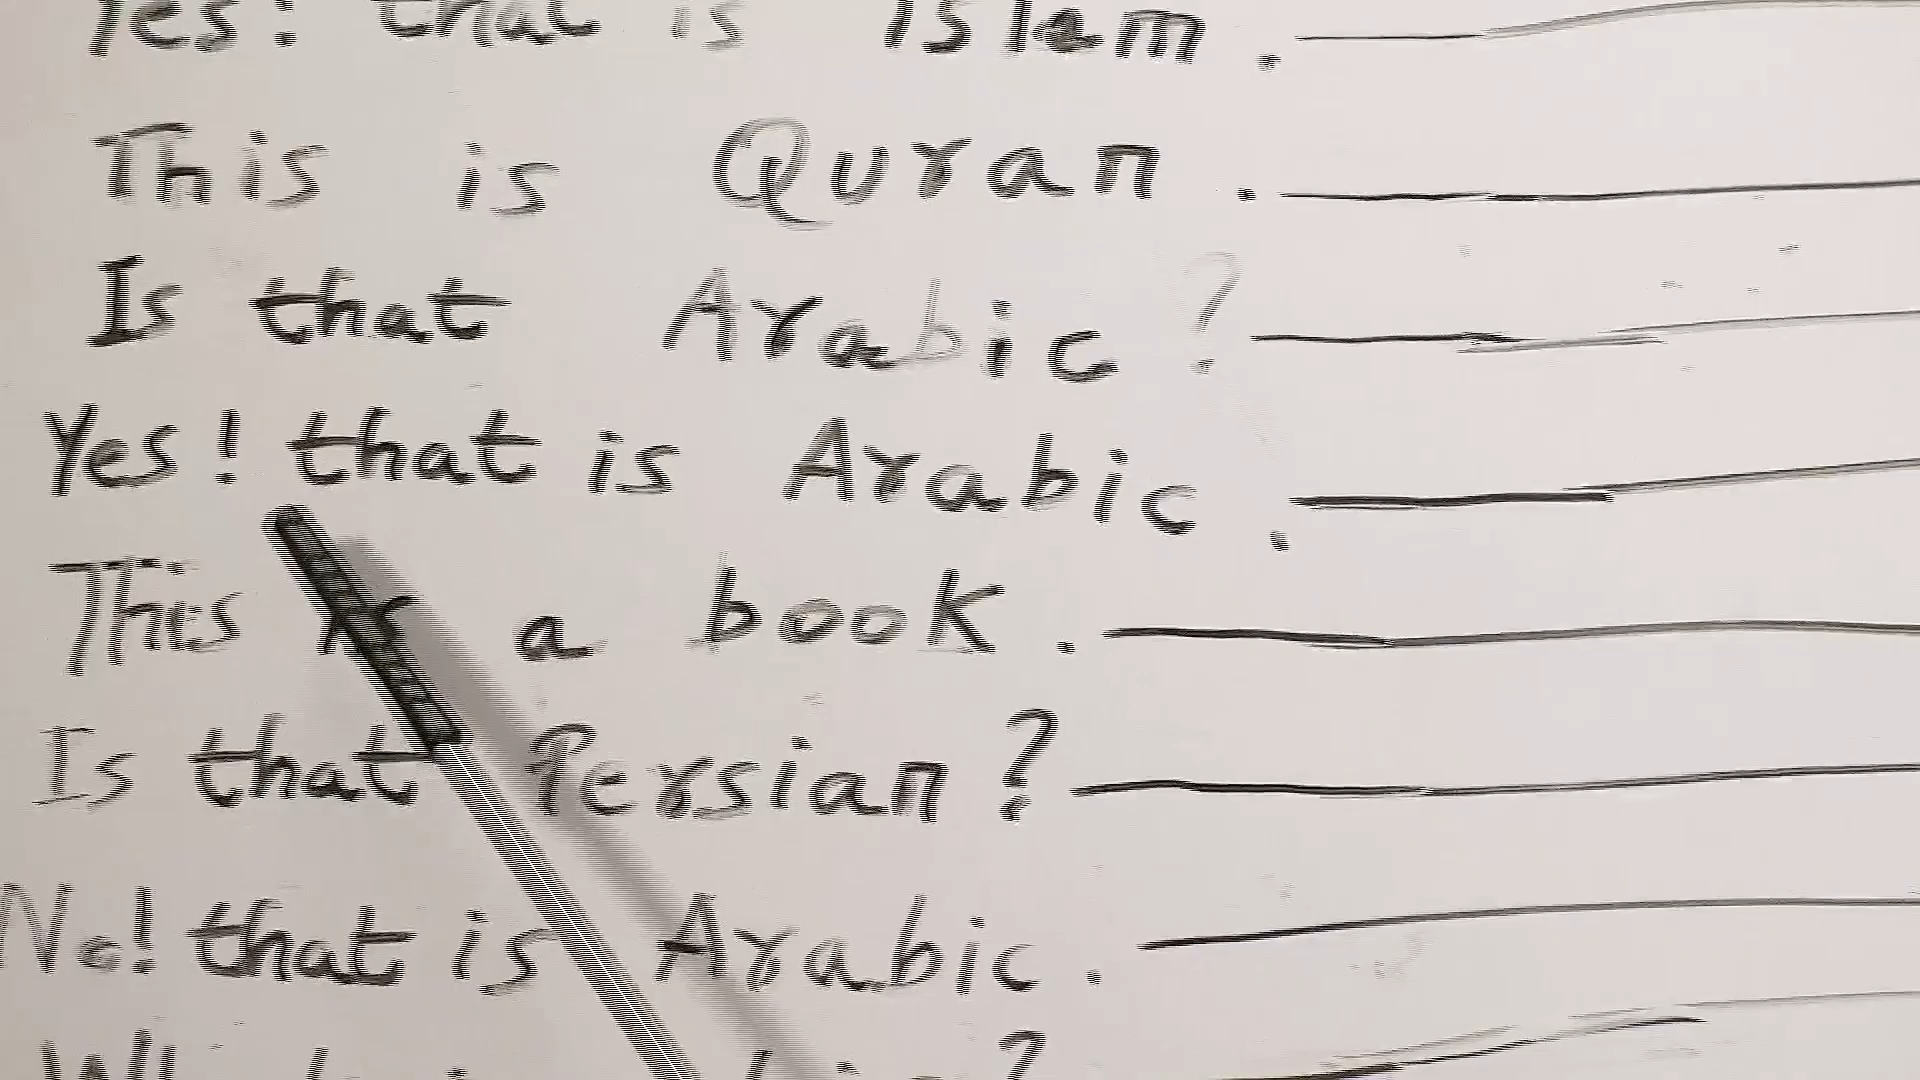 Yes! that is islam.
This is Quran.
Is that Arabic?
Yes! that is Arabic.
This is a book.
Is that Persian?
No! that is Arabic.
?